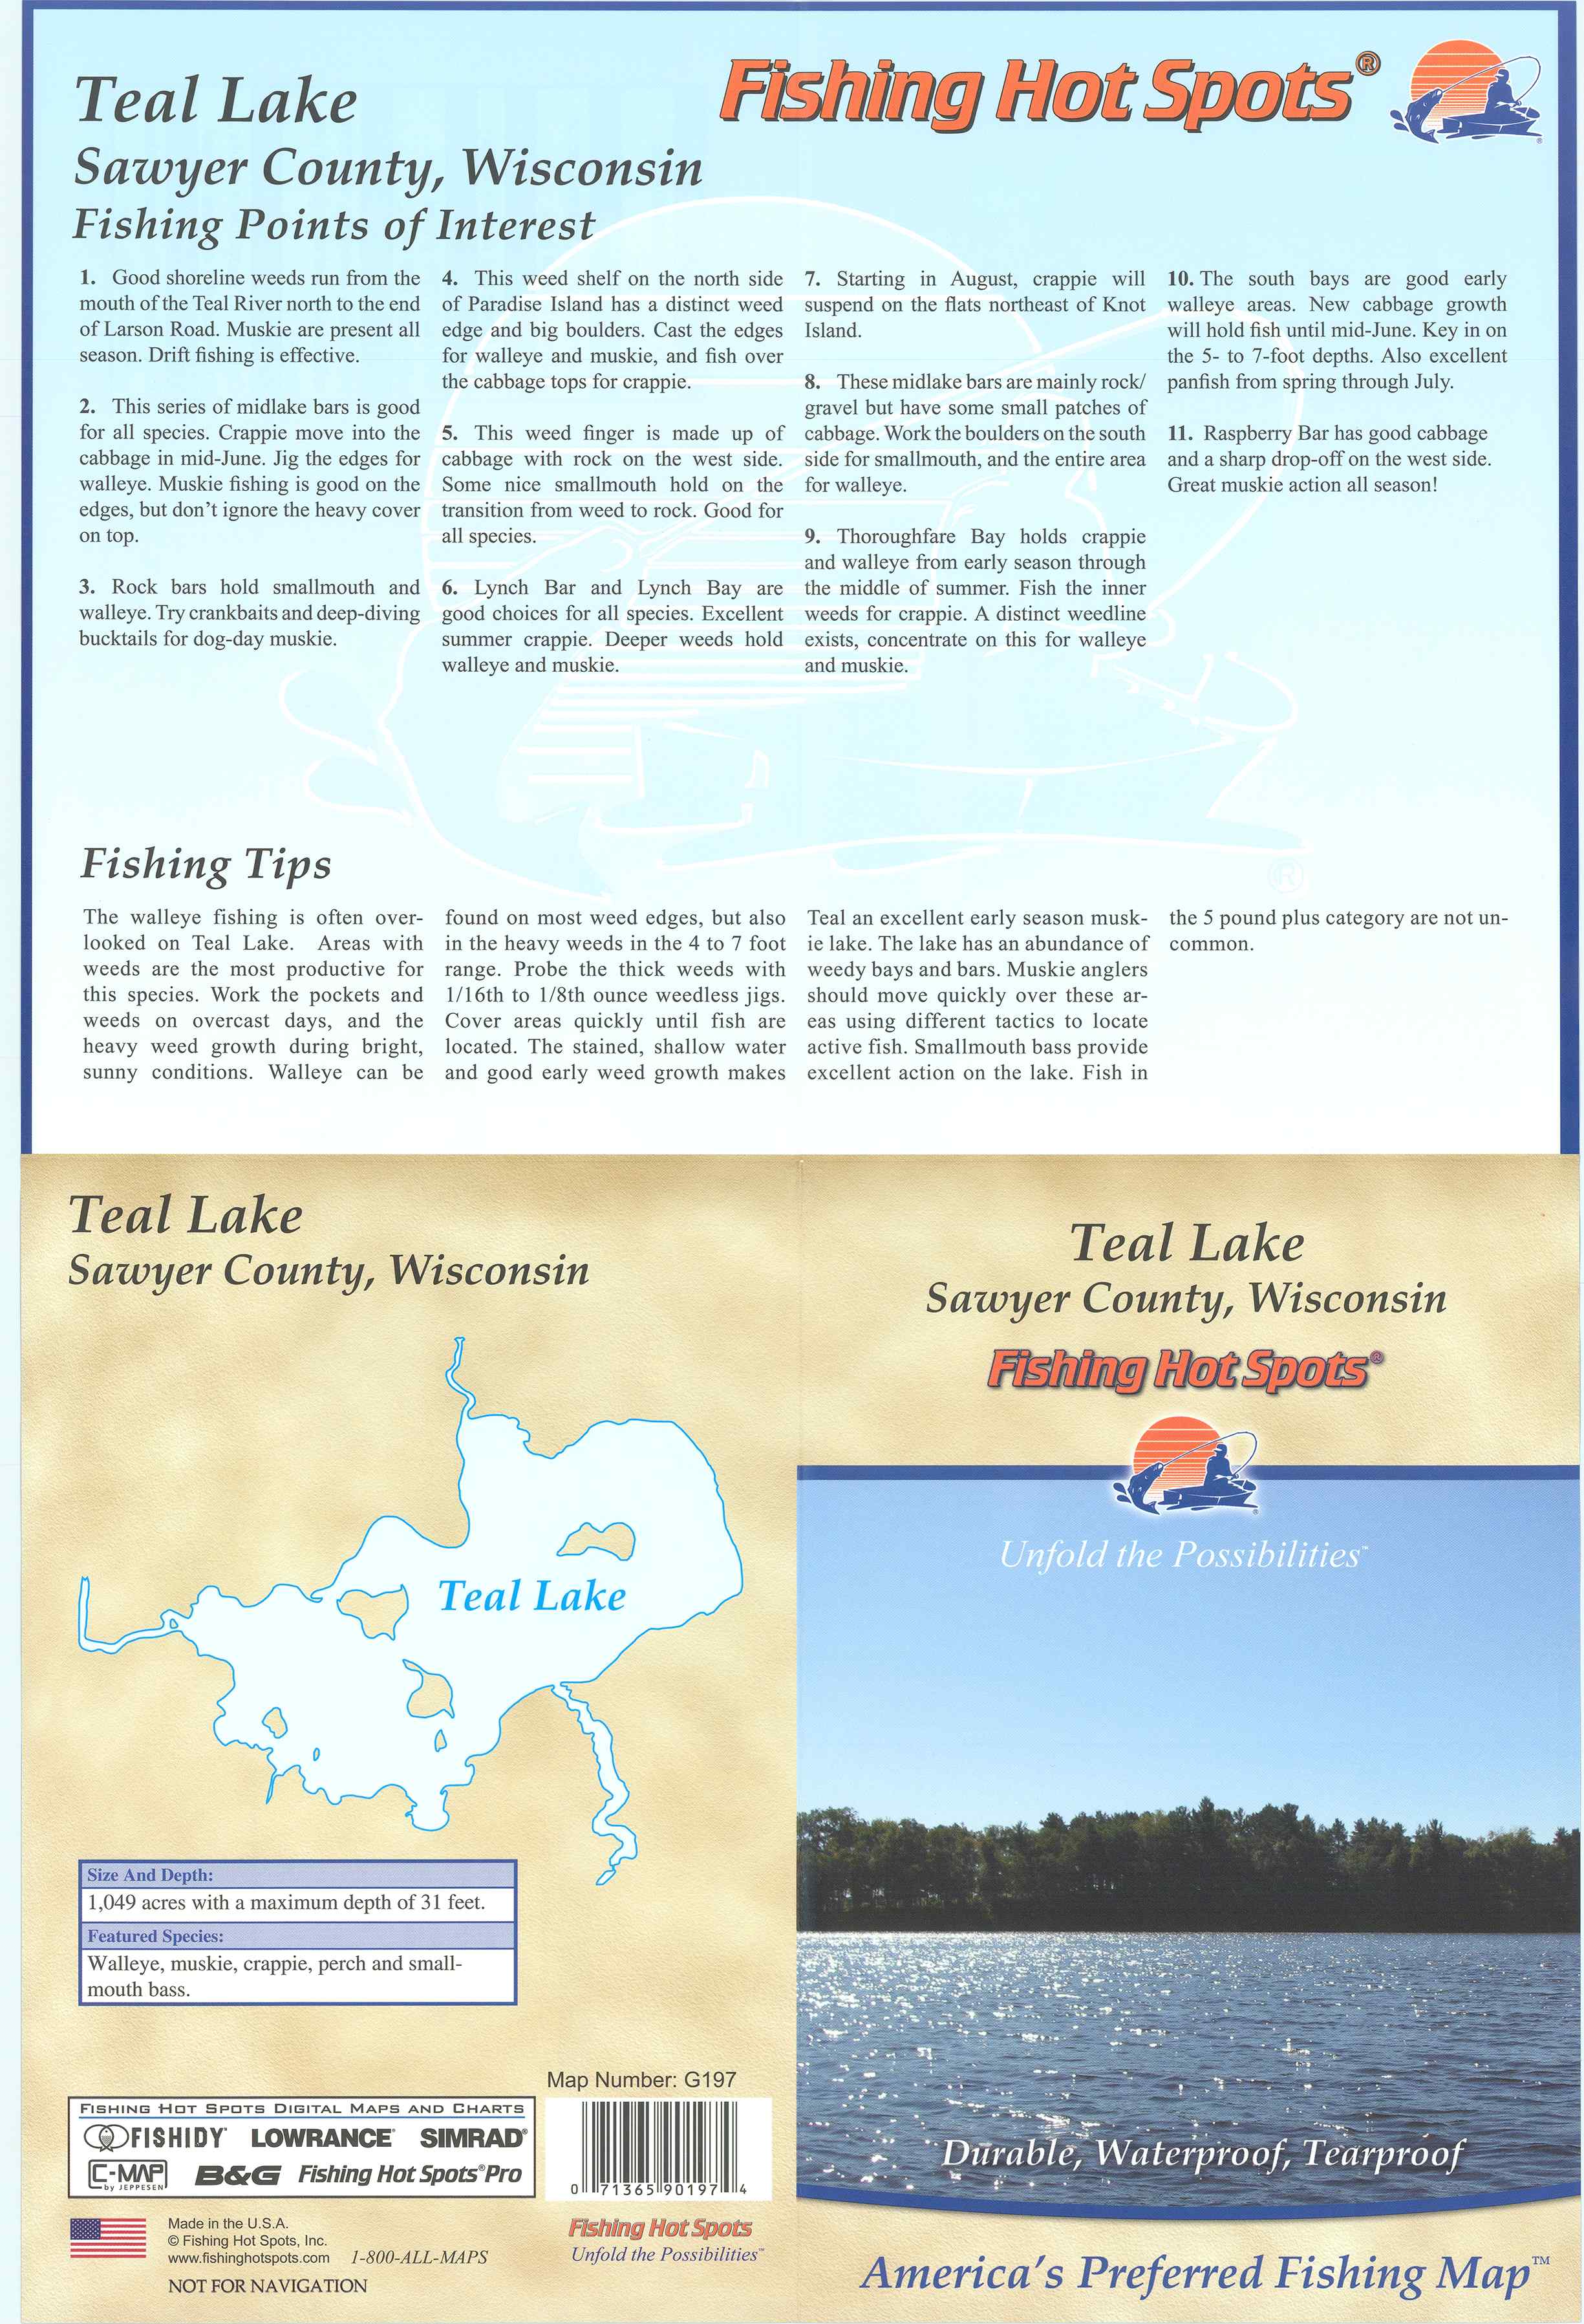 Teal Lake
Sawyer County, Wisconsin
Fishing Points of Interest
Fishing Hot Spots®
1. Good shoreline weeds run from the
mouth of the Teal River north to the end
of Larson Road. Muskie are present all
season. Drift fishing is effective.
2. This series of midlake bars is good
for all species. Crappie move into the
cabbage in mid-June. Jig the edges for
walleye. Muskie fishing is good on the
edges, but don't ignore the heavy cover
on top.
3. Rock bars hold smallmouth and
walleye. Try crankbaits and deep-diving
bucktails for dog-day muskie.
4. This weed shelf on the north side
of Paradise Island has a distinct weed
edge and big boulders. Cast the edges
for walleye and muskie, and fish over
the cabbage tops for crappie.
5. This weed finger is made up of
cabbage with rock on the west side.
Some nice smallmouth hold on the
transition from weed to rock. Good for
all species.
6. Lynch Bar and Lynch Bay are
good choices for all species. Excellent
summer crappie. Deeper weeds hold
walleye and muskie.
7. Starting in August, crappie will
suspend on the flats northeast of Knot
Island.
8. These midlake bars are mainly rock/
gravel but have some small patches of
cabbage. Work the boulders on the south
side for smallmouth, and the entire area
for walleye.
9. Thoroughfare Bay holds crappie
and walleye from early season through
the middle of summer. Fish the inner
weeds for crappie. A distinct weedline
exists, concentrate on this for walleye
and muskie.
10. The south bays are good early
walleye areas. New cabbage growth
will hold fish until mid-June. Key in on
the 5- to 7-foot depths. Also excellent
panfish from spring through July.
11. Raspberry Bar has good cabbage
and a sharp drop-off on the west side.
Great muskie action all season!
®
Fishing Tips
The walleye fishing is often over-
looked on Teal Lake. Areas with
weeds are the most productive for
this species. Work the pockets and
weeds on overcast days, and the
heavy weed growth during bright,
sunny conditions. Walleye can be
found on most weed edges, but also
in the heavy weeds in the 4 to 7 foot
range. Probe the thick weeds with
1/16th to 1/8th ounce weedless jigs.
Cover areas quickly until fish are
located. The stained, shallow water
and good early weed growth makes
Teal an excellent early season musk-
ie lake. The lake has an abundance of
weedy bays and bars. Muskie anglers
should move quickly over these ar-
eas using different tactics to locate
active fish. Smallmouth bass provide
excellent action on the lake. Fish in
the 5 pound plus category are not un-
common.
Teal Lake
Sawyer County, Wisconsin
Teal Lake
Size And Depth:
1,049 acres with a maximum depth of 31 feet.
Featured Species:
Walleye, muskie, crappie, perch and small-
mouth bass.
Map Number: G197
FISHING HOT SPOTS DIGITAL MAPS AND CHARTS
FISHIDY™ LOWRANCE® SIMRAD®
C-MAP by JEPPESEN B&G Fishing Hot Spots® Pro
0 71365 90197 4
Made in the U.S.A.
© Fishing Hot Spots, Inc.
www.fishinghotspots.com 1-800-ALL-MAPS
NOT FOR NAVIGATION
Fishing Hot Spots
Unfold the Possibilities™
Teal Lake
Sawyer County, Wisconsin
Fishing Hot Spots®
Unfold the Possibilities™
Durable, Waterproof, Tearproof
America's Preferred Fishing Map™